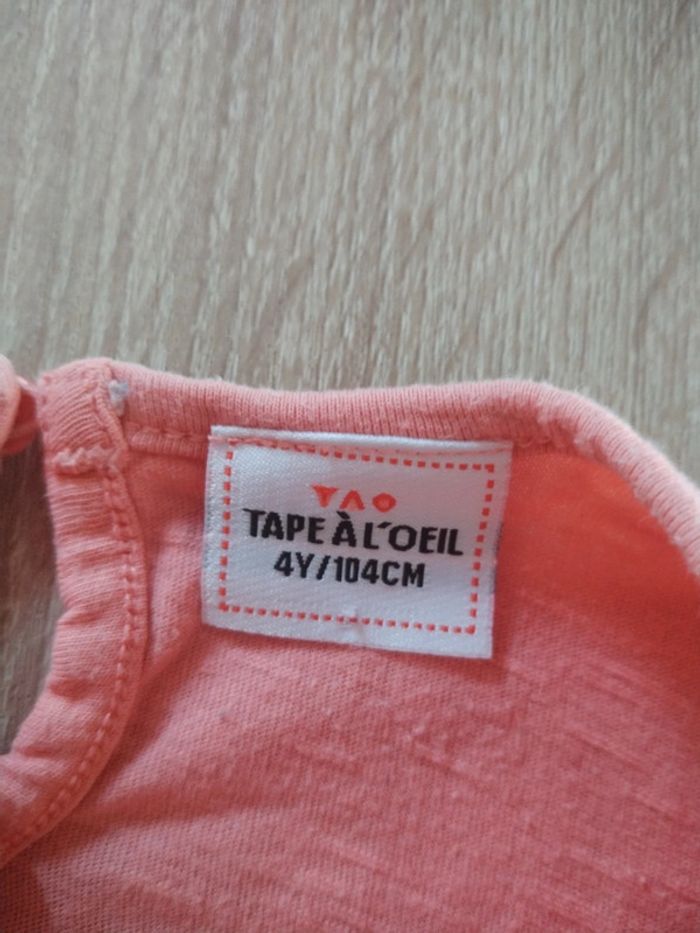 TAO
TAPE À L'OEIL
4Y/104CM